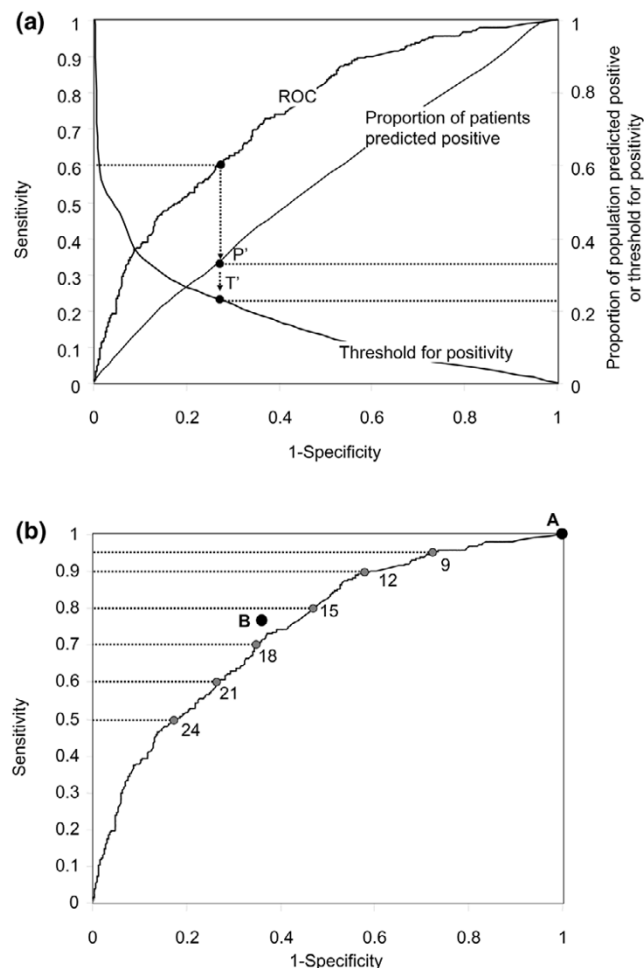 (a)
1
0.9
0.8
0.7
0.6
0.5
0.4
0.3
0.2
0.1
0
Sensitivity
ROC
Proportion of patients
predicted positive
P'
T'
Threshold for positivity
1
0.8
0.6
0.4
0.2
0
Proportion of population predicted positive
or threshold for positivity
0 0.2 0.4 0.6 0.8 1
1-Specificity
(b)
1
0.9
0.8
0.7
0.6
0.5
0.4
0.3
0.2
0.1
0
Sensitivity
A
9
12
15
B
18
21
24
0 0.2 0.4 0.6 0.8 1
1-Specificity